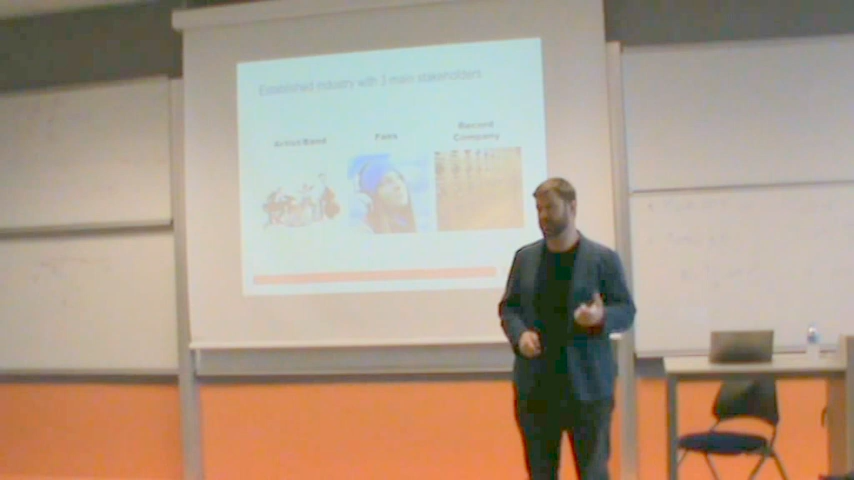 Established industry with 3 main stakeholders
Artist/Band
Fans
Record
Company